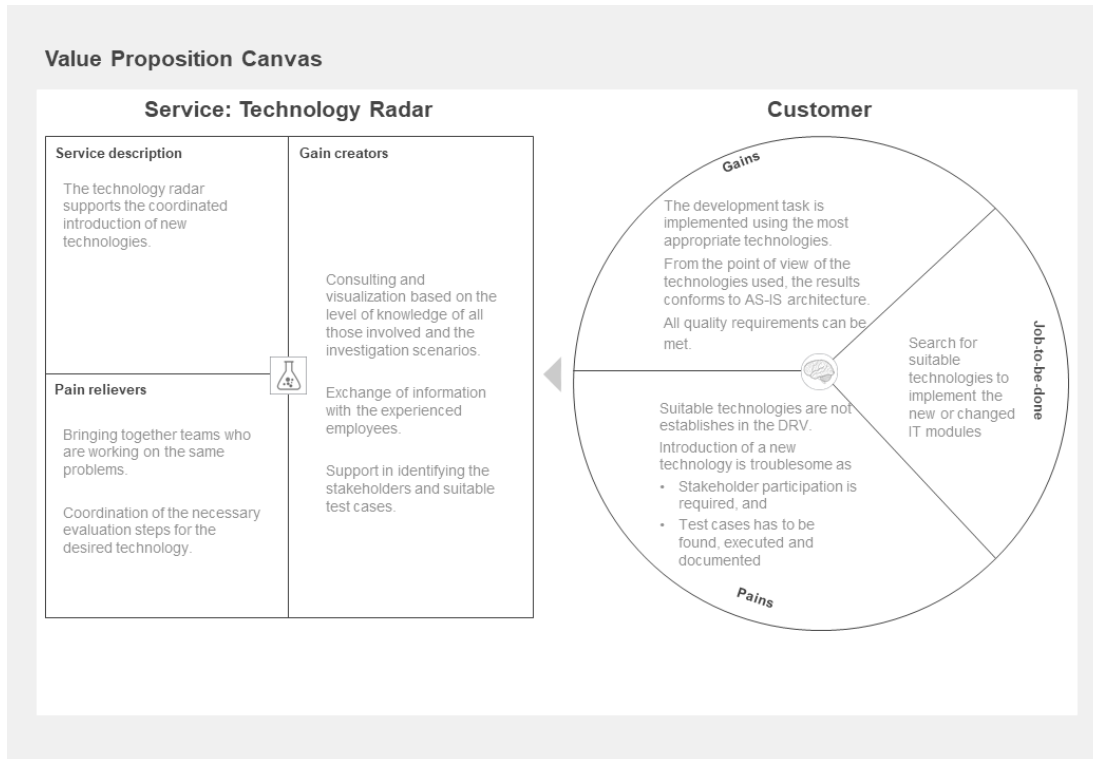 Value Proposition Canvas
Service: Technology Radar
Service description
The technology radar
supports the coordinated
introduction of new
technologies.
Pain relievers
Bringing together teams who
are working on the same
problems.
Coordination of the necessary
evaluation steps for the
desired technology.
Gain creators
Consulting and
visualization based on the
level of knowledge of all
those involved and the
investigation scenarios.
Exchange of information
with the experienced
employees.
Support in identifying the
stakeholders and suitable
test cases.
Customer
Gains
The development task is
implemented using the most
appropriate technologies.
From the point of view of the
technologies used, the results
conforms to AS-IS architecture.
All quality requirements can be
met.
Job-to-be-done
Search for
suitable
technologies to
implement the
new or changed
IT modules
Suitable technologies are not
establishes in the DRV.
Introduction of a new
technology is troublesome as
• Stakeholder participation is
required, and
• Test cases has to be
found, executed and
documented
Pains